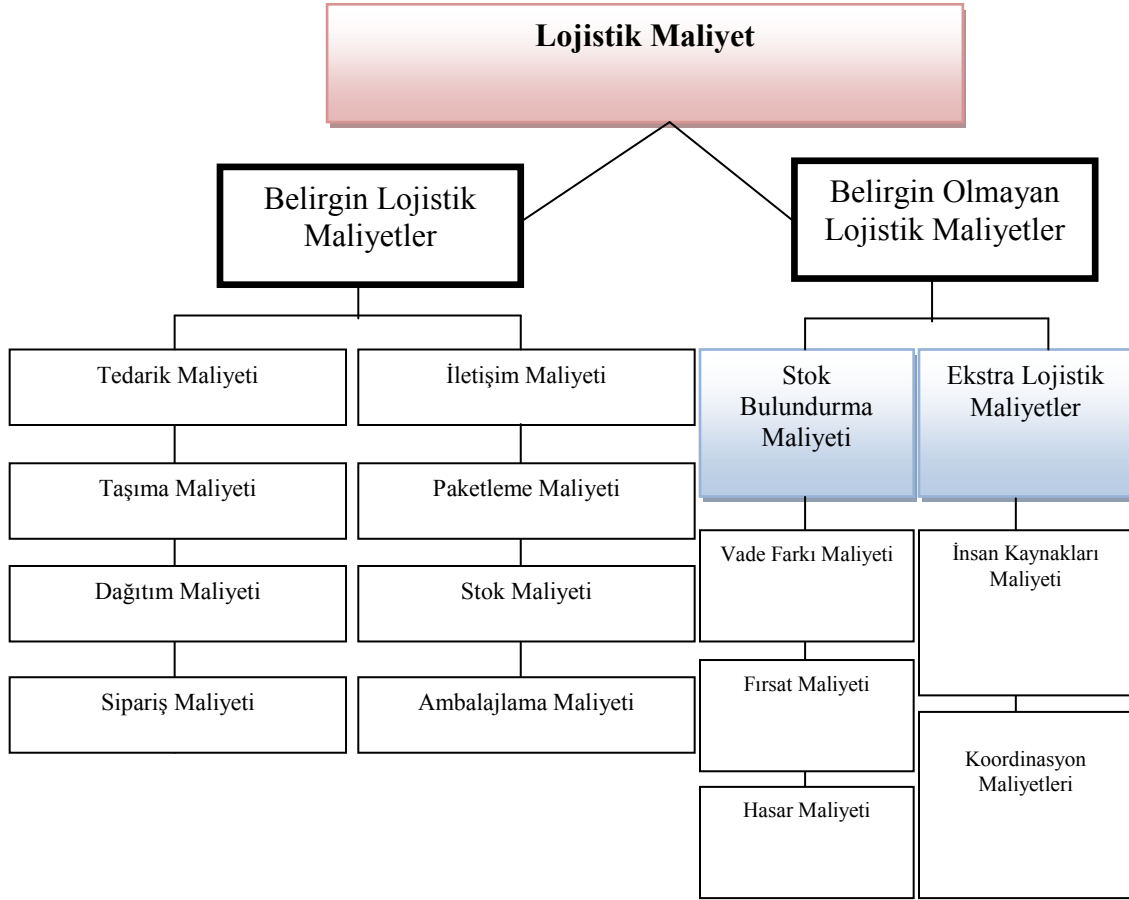 Lojistik Maliyet
Belirgin Lojistik
Maliyetler
Belirgin Olmayan
Lojistik Maliyetler
Tedarik Maliyeti
İletişim Maliyeti
Stok
Bulundurma
Maliyeti
Ekstra Lojistik
Maliyetler
Taşıma Maliyeti
Paketleme Maliyeti
Vade Farkı Maliyeti
İnsan Kaynakları
Maliyeti
Dağıtım Maliyeti
Stok Maliyeti
Sipariş Maliyeti
Ambalajlama Maliyeti
Fırsat Maliyeti
Koordinasyon
Maliyetleri
Hasar Maliyeti